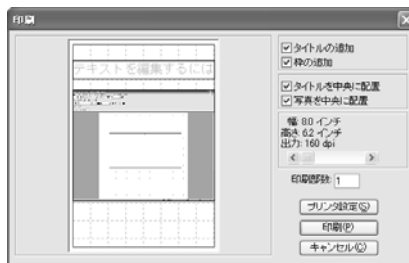 印刷
テキストを編集するには
タイトルの追加
枠の追加
タイトルを中央に配置
写真を中央に配置
幅: 8.0 インチ
高さ: 6.2 インチ
出力: 160 dpi
印刷部数: 1
プリンタ設定(S)
印刷(P)
キャンセル(C)